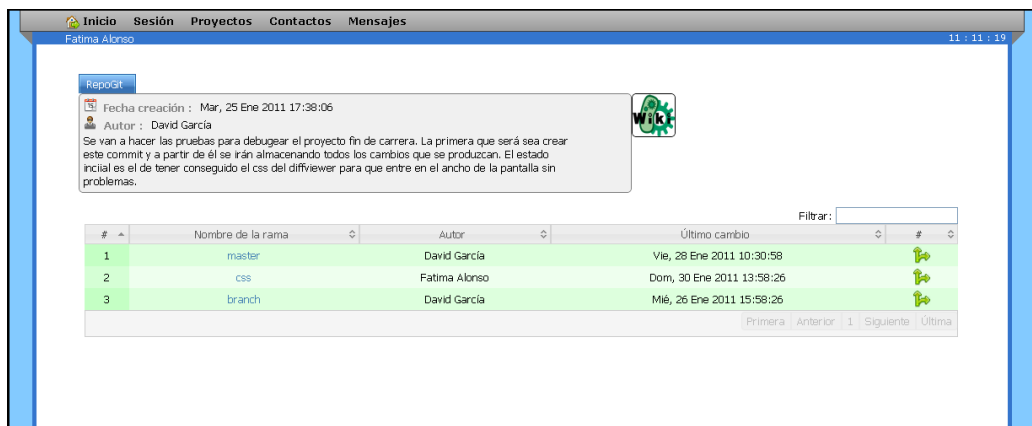 Inicio Sesión Proyectos Contactos Mensajes
Fatima Alonso 11 : 11 : 19
RepoGit
Fecha creación : Mar, 25 Ene 2011 17:38:06
Wiki
Autor : David García
Se van a hacer las pruebas para debugear el proyecto fin de carrera. La primera que será sea crear
este commit y a partir de él se irán almacenando todos los cambios que se produzcan. El estado
inciial es el de tener conseguido el css del diffviewer para que entre en el ancho de la pantalla sin
problemas.
Filtrar:
# Nombre de la rama Autor Último cambio #
1 master David García Vie, 28 Ene 2011 10:30:58
2 css Fatima Alonso Dom, 30 Ene 2011 13:58:26
3 branch David García Mié, 26 Ene 2011 15:58:26
Primera Anterior 1 Siguiente Última